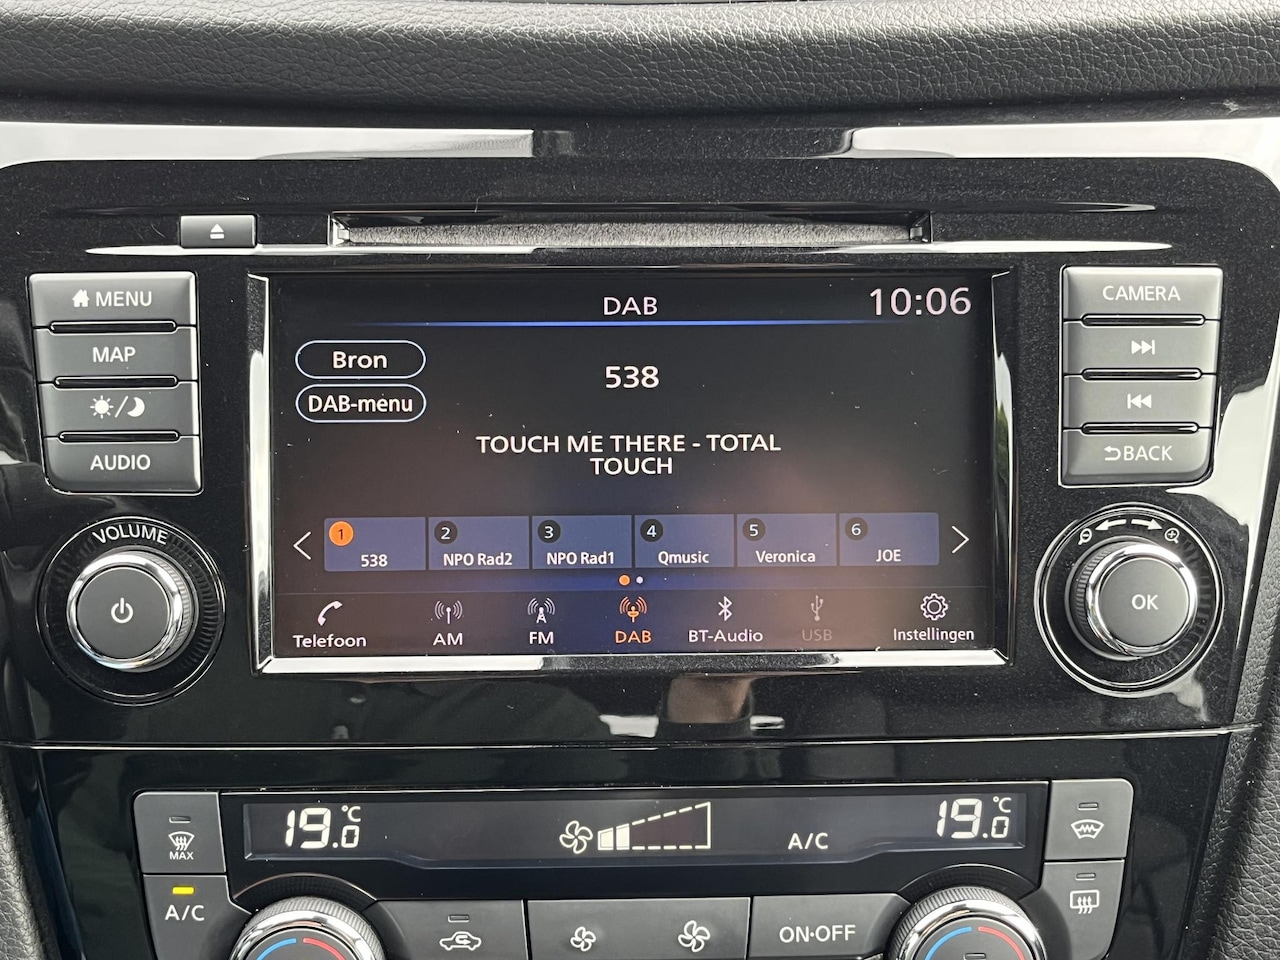 MENU
MAP
AUDIO
VOLUME
DAB
10:06
Bron
DAB-menu
538
TOUCH ME THERE - TOTAL
TOUCH
1 538
2 NPO Rad2
3 NPO Rad1
4 Qmusic
5 Veronica
6 JOE
Telefoon
AM
FM
DAB
BT-Audio
USB
Instellingen
CAMERA
BACK
OK
19.0 °C
A/C
19.0 °C
MAX
A/C
ON•OFF